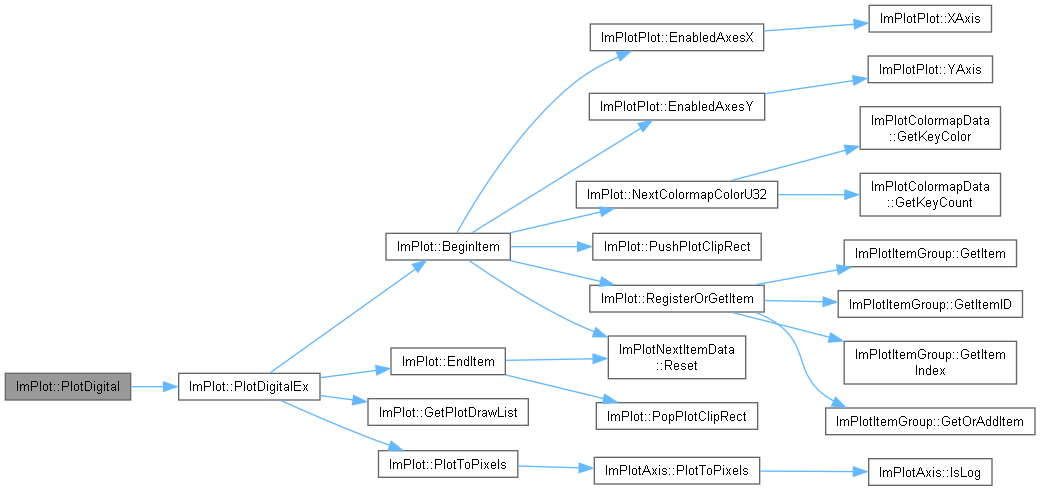 ImPlot::PlotDigital
ImPlot::PlotDigitalEx
ImPlot::BeginItem
ImPlot::EndItem
ImPlot::GetPlotDrawList
ImPlot::PlotToPixels
ImPlotPlot::EnabledAxesX
ImPlotPlot::EnabledAxesY
ImPlot::NextColormapColorU32
ImPlot::PushPlotClipRect
ImPlot::RegisterOrGetItem
ImPlotNextItemData
::Reset
ImPlot::PopPlotClipRect
ImPlotAxis::PlotToPixels
ImPlotPlot::XAxis
ImPlotPlot::YAxis
ImPlotColormapData
::GetKeyColor
ImPlotColormapData
::GetKeyCount
ImPlotItemGroup::GetItem
ImPlotItemGroup::GetItemID
ImPlotItemGroup::GetItem
Index
ImPlotItemGroup::GetOrAddItem
ImPlotAxis::IsLog